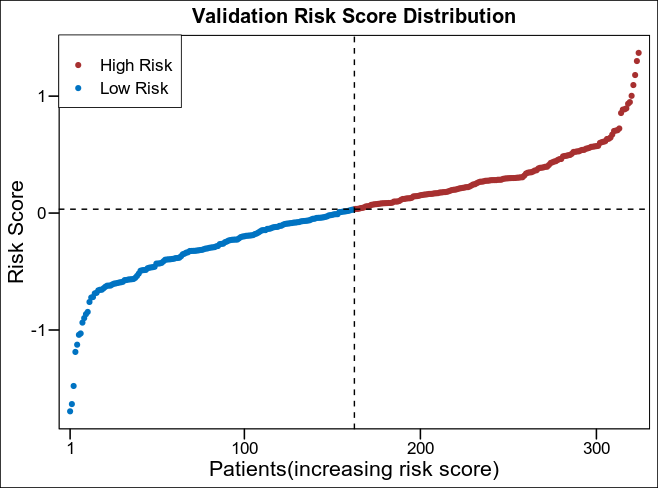 Validation Risk Score Distribution
High Risk
Low Risk
Risk Score
1
0
-1
1
100
200
300
Patients(increasing risk score)